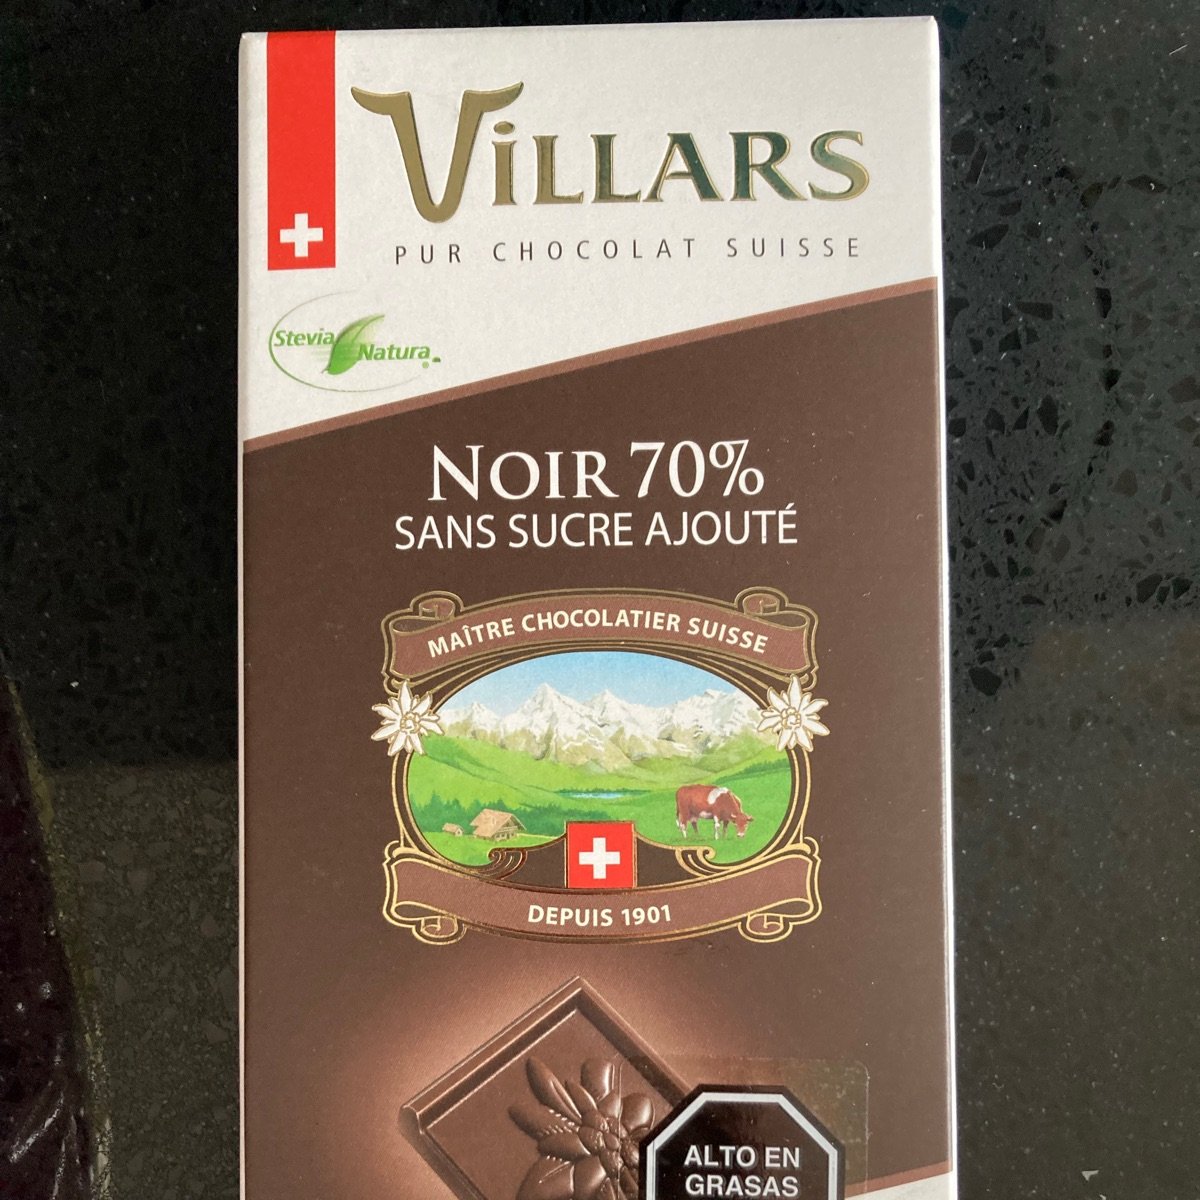 VILLARS
PUR CHOCOLAT SUISSE
Stevia
Natura
NOIR 70%
SANS SUCRE AJOUTÉ
MAÎTRE CHOCOLATIER SUISSE
DEPUIS 1901
ALTO EN
GRASAS